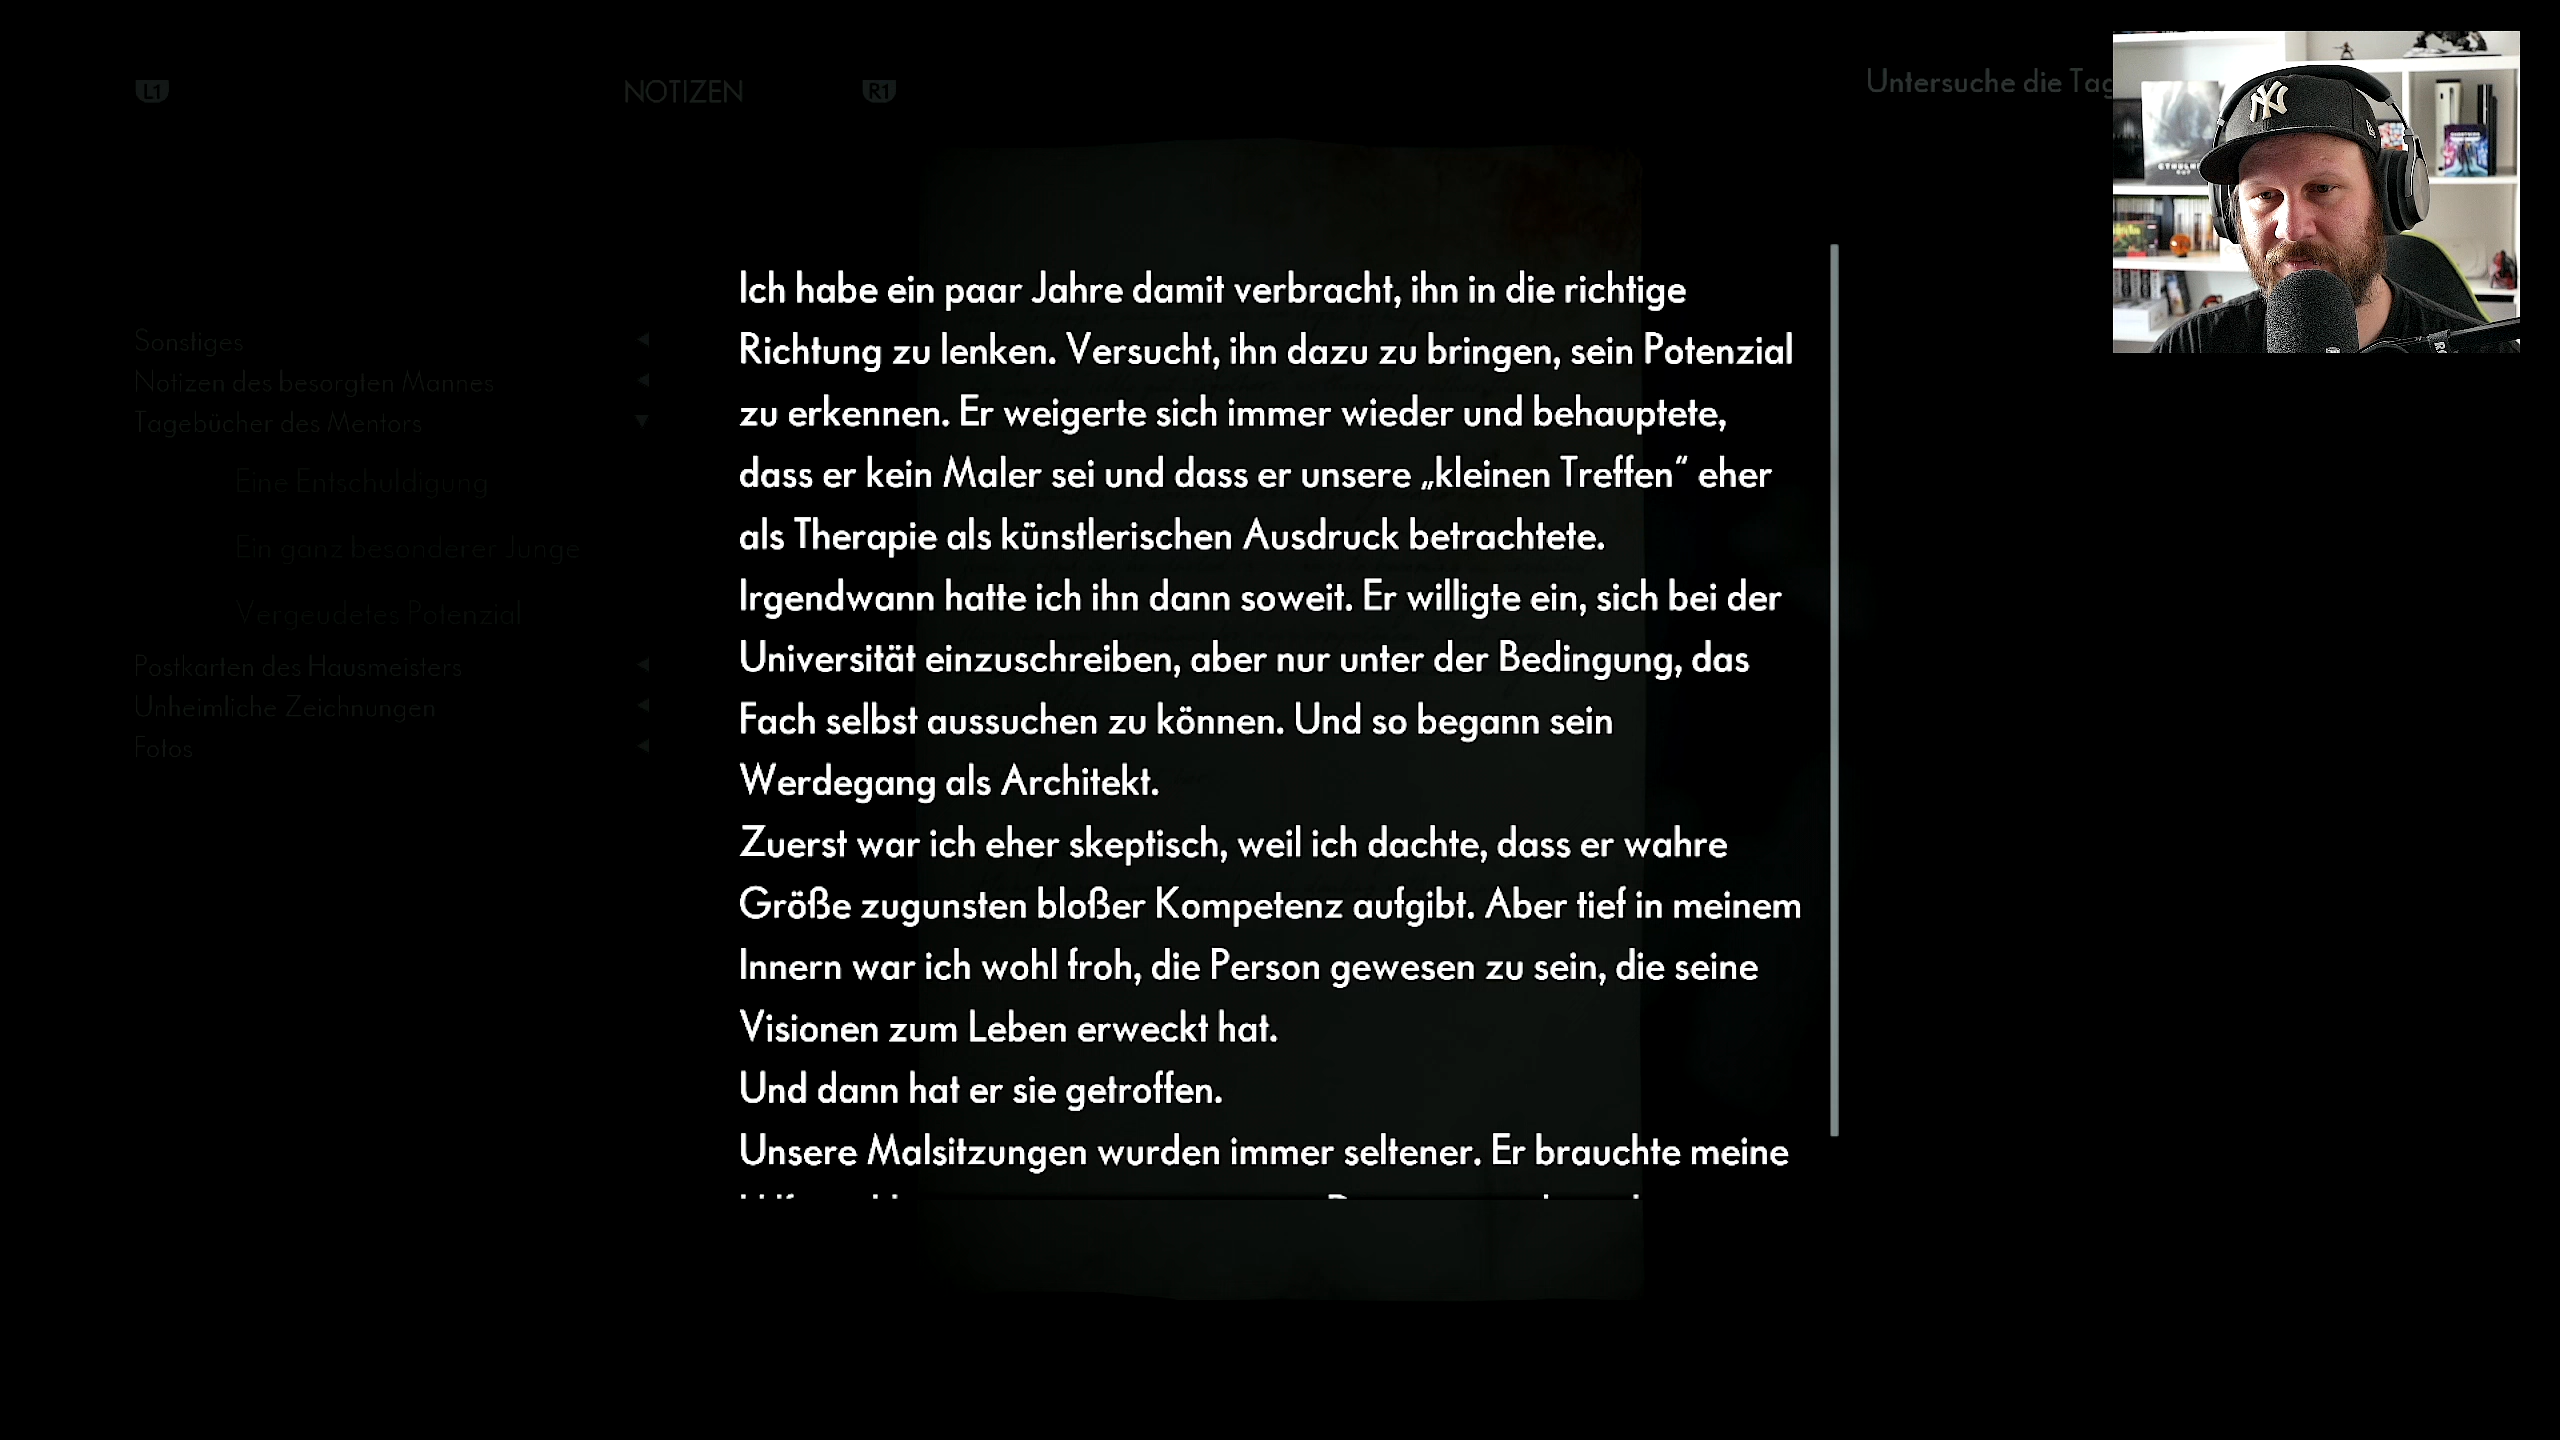 L1
NOTIZEN
R1
Untersuche die Tag
Sonstiges
Notizen des besorgten Mannes
Tagebücher des Mentors
Eine Entschuldigung
Ein ganz besonderer Junge
Vergeudetes Potenzial
Postkarten des Hausmeisters
Unheimliche Zeichnungen
Fotos
Ich habe ein paar Jahre damit verbracht, ihn in die richtige
Richtung zu lenken. Versucht, ihn dazu zu bringen, sein Potenzial
zu erkennen. Er weigerte sich immer wieder und behauptete,
dass er kein Maler sei und dass er unsere „kleinen Treffen“ eher
als Therapie als künstlerischen Ausdruck betrachtete.
Irgendwann hatte ich ihn dann soweit. Er willigte ein, sich bei der
Universität einzuschreiben, aber nur unter der Bedingung, das
Fach selbst aussuchen zu können. Und so begann sein
Werdegang als Architekt.
Zuerst war ich eher skeptisch, weil ich dachte, dass er wahre
Größe zugunsten bloßer Kompetenz aufgibt. Aber tief in meinem
Innern war ich wohl froh, die Person gewesen zu sein, die seine
Visionen zum Leben erweckt hat.
Und dann hat er sie getroffen.
Unsere Malsitzungen wurden immer seltener. Er brauchte meine